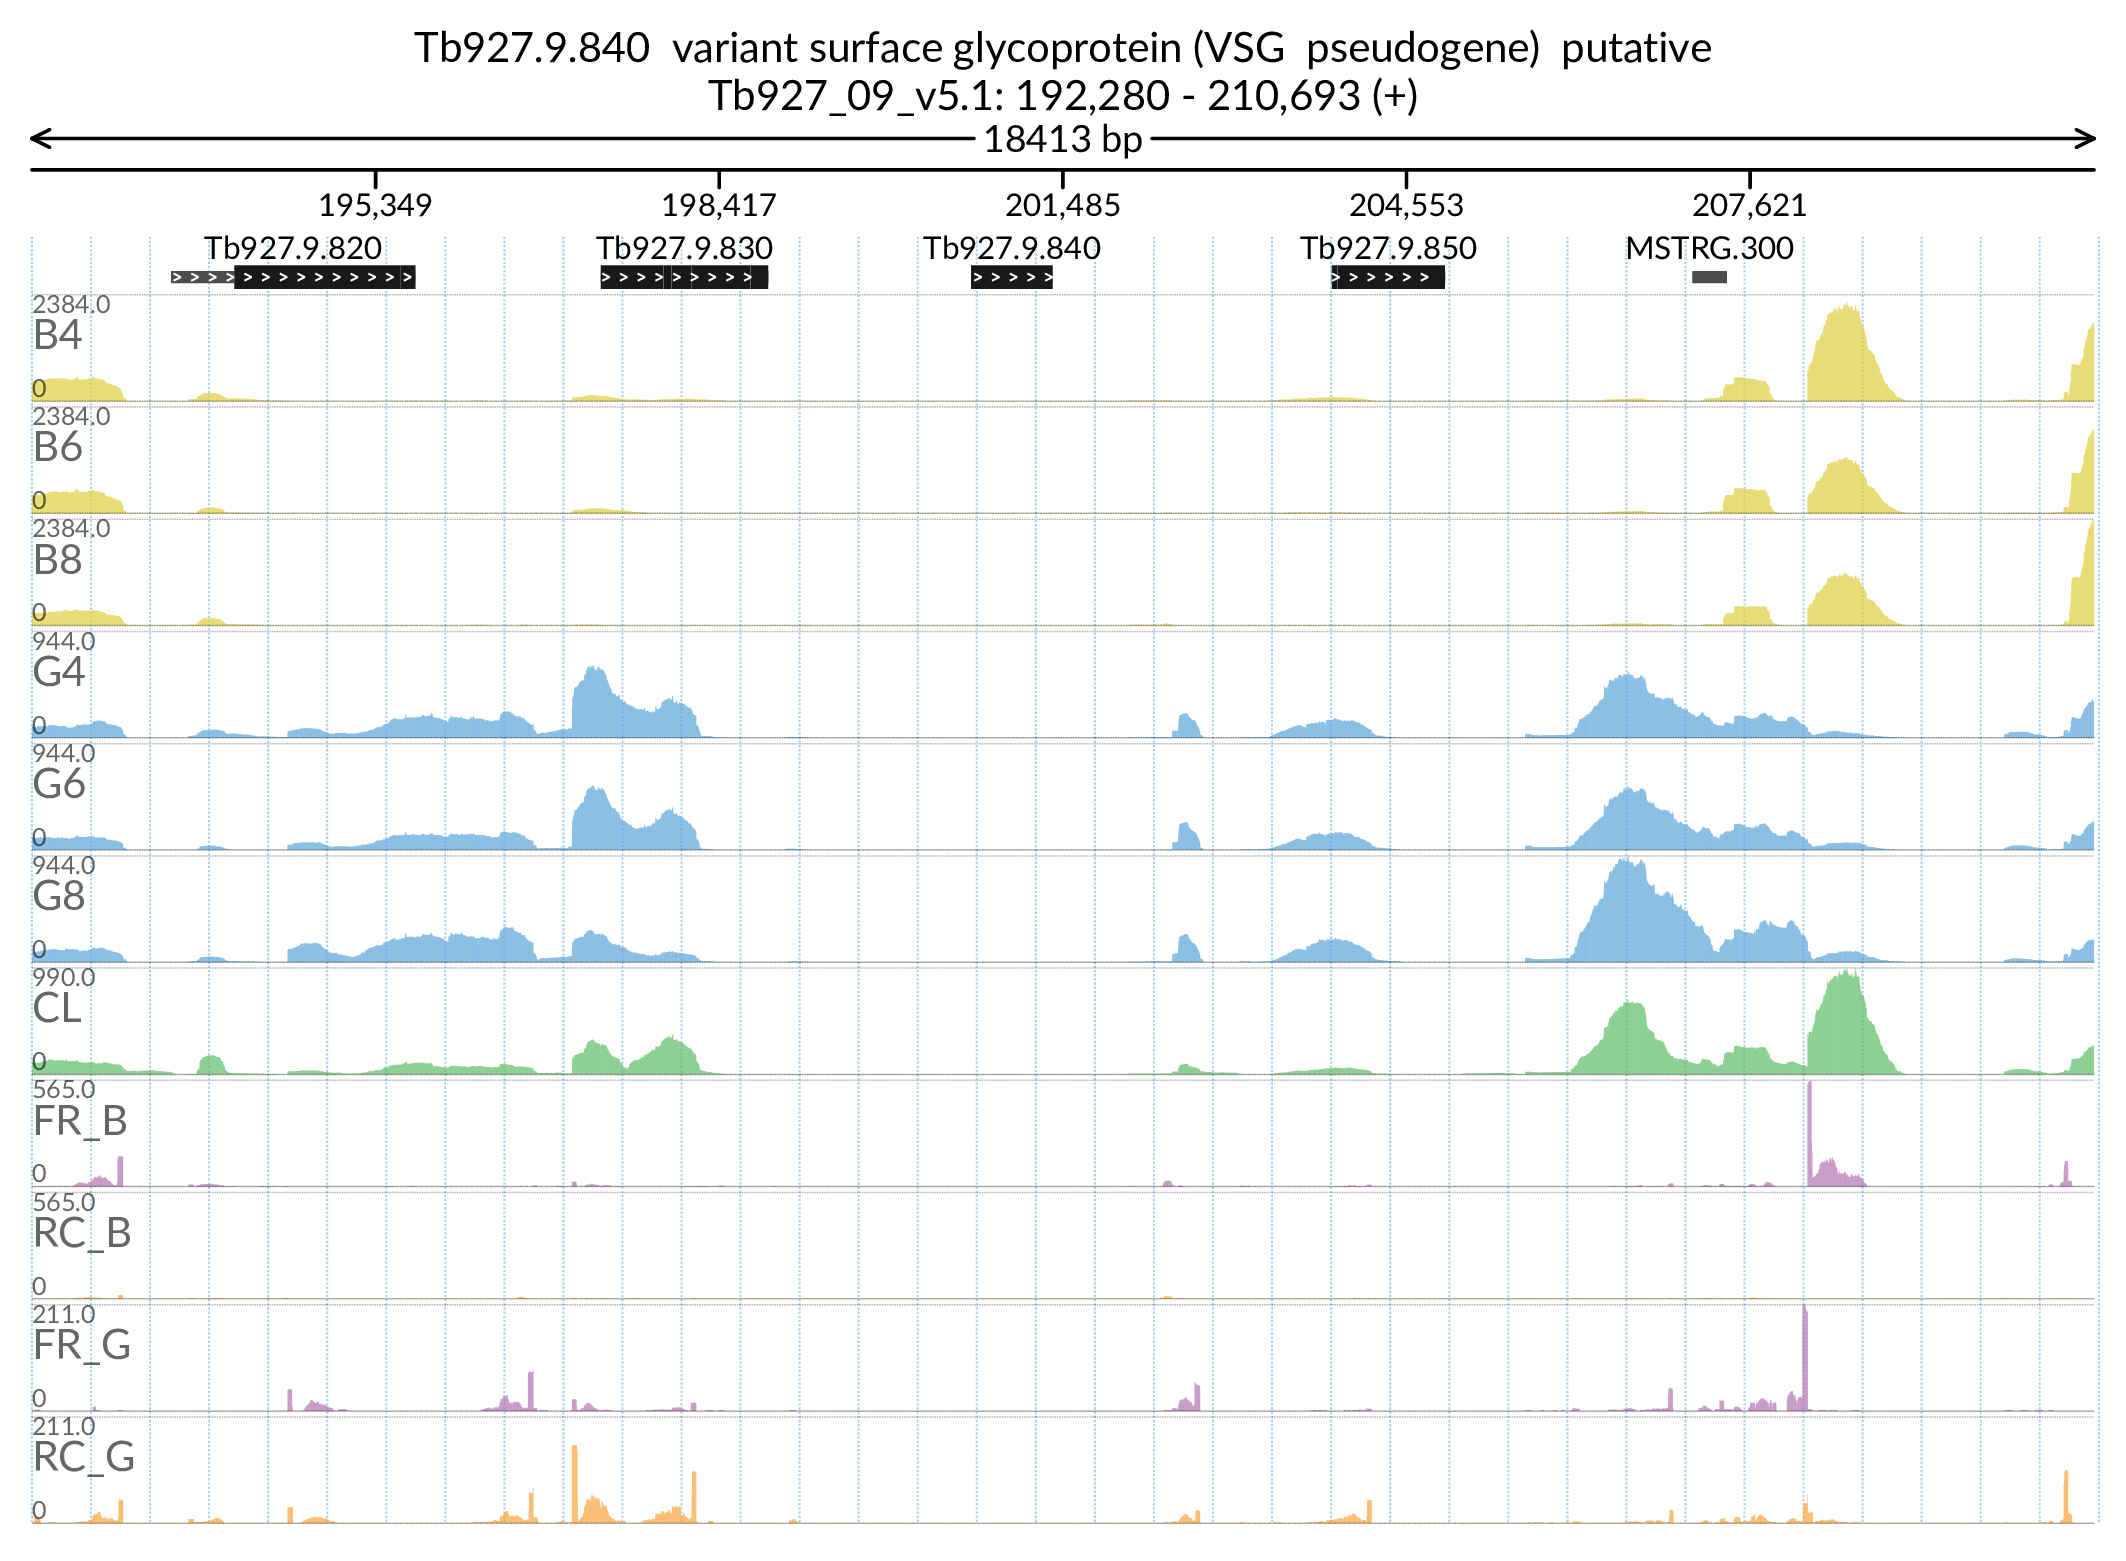 Tb927.9.840 variant surface glycoprotein (VSG pseudogene) putative
Tb927_09_v5.1: 192,280 - 210,693 (+)
18413 bp
195,349 198,417 201,485 204,553 207,621
Tb927.9.820 Tb927.9.830 Tb927.9.840 Tb927.9.850 MSTRG.300
2384.0
B4
0
2384.0
B6
0
2384.0
B8
0
944.0
G4
0
944.0
G6
0
944.0
G8
0
990.0
CL
0
565.0
FR_B
0
565.0
RC_B
0
211.0
FR_G
0
211.0
RC_G
0